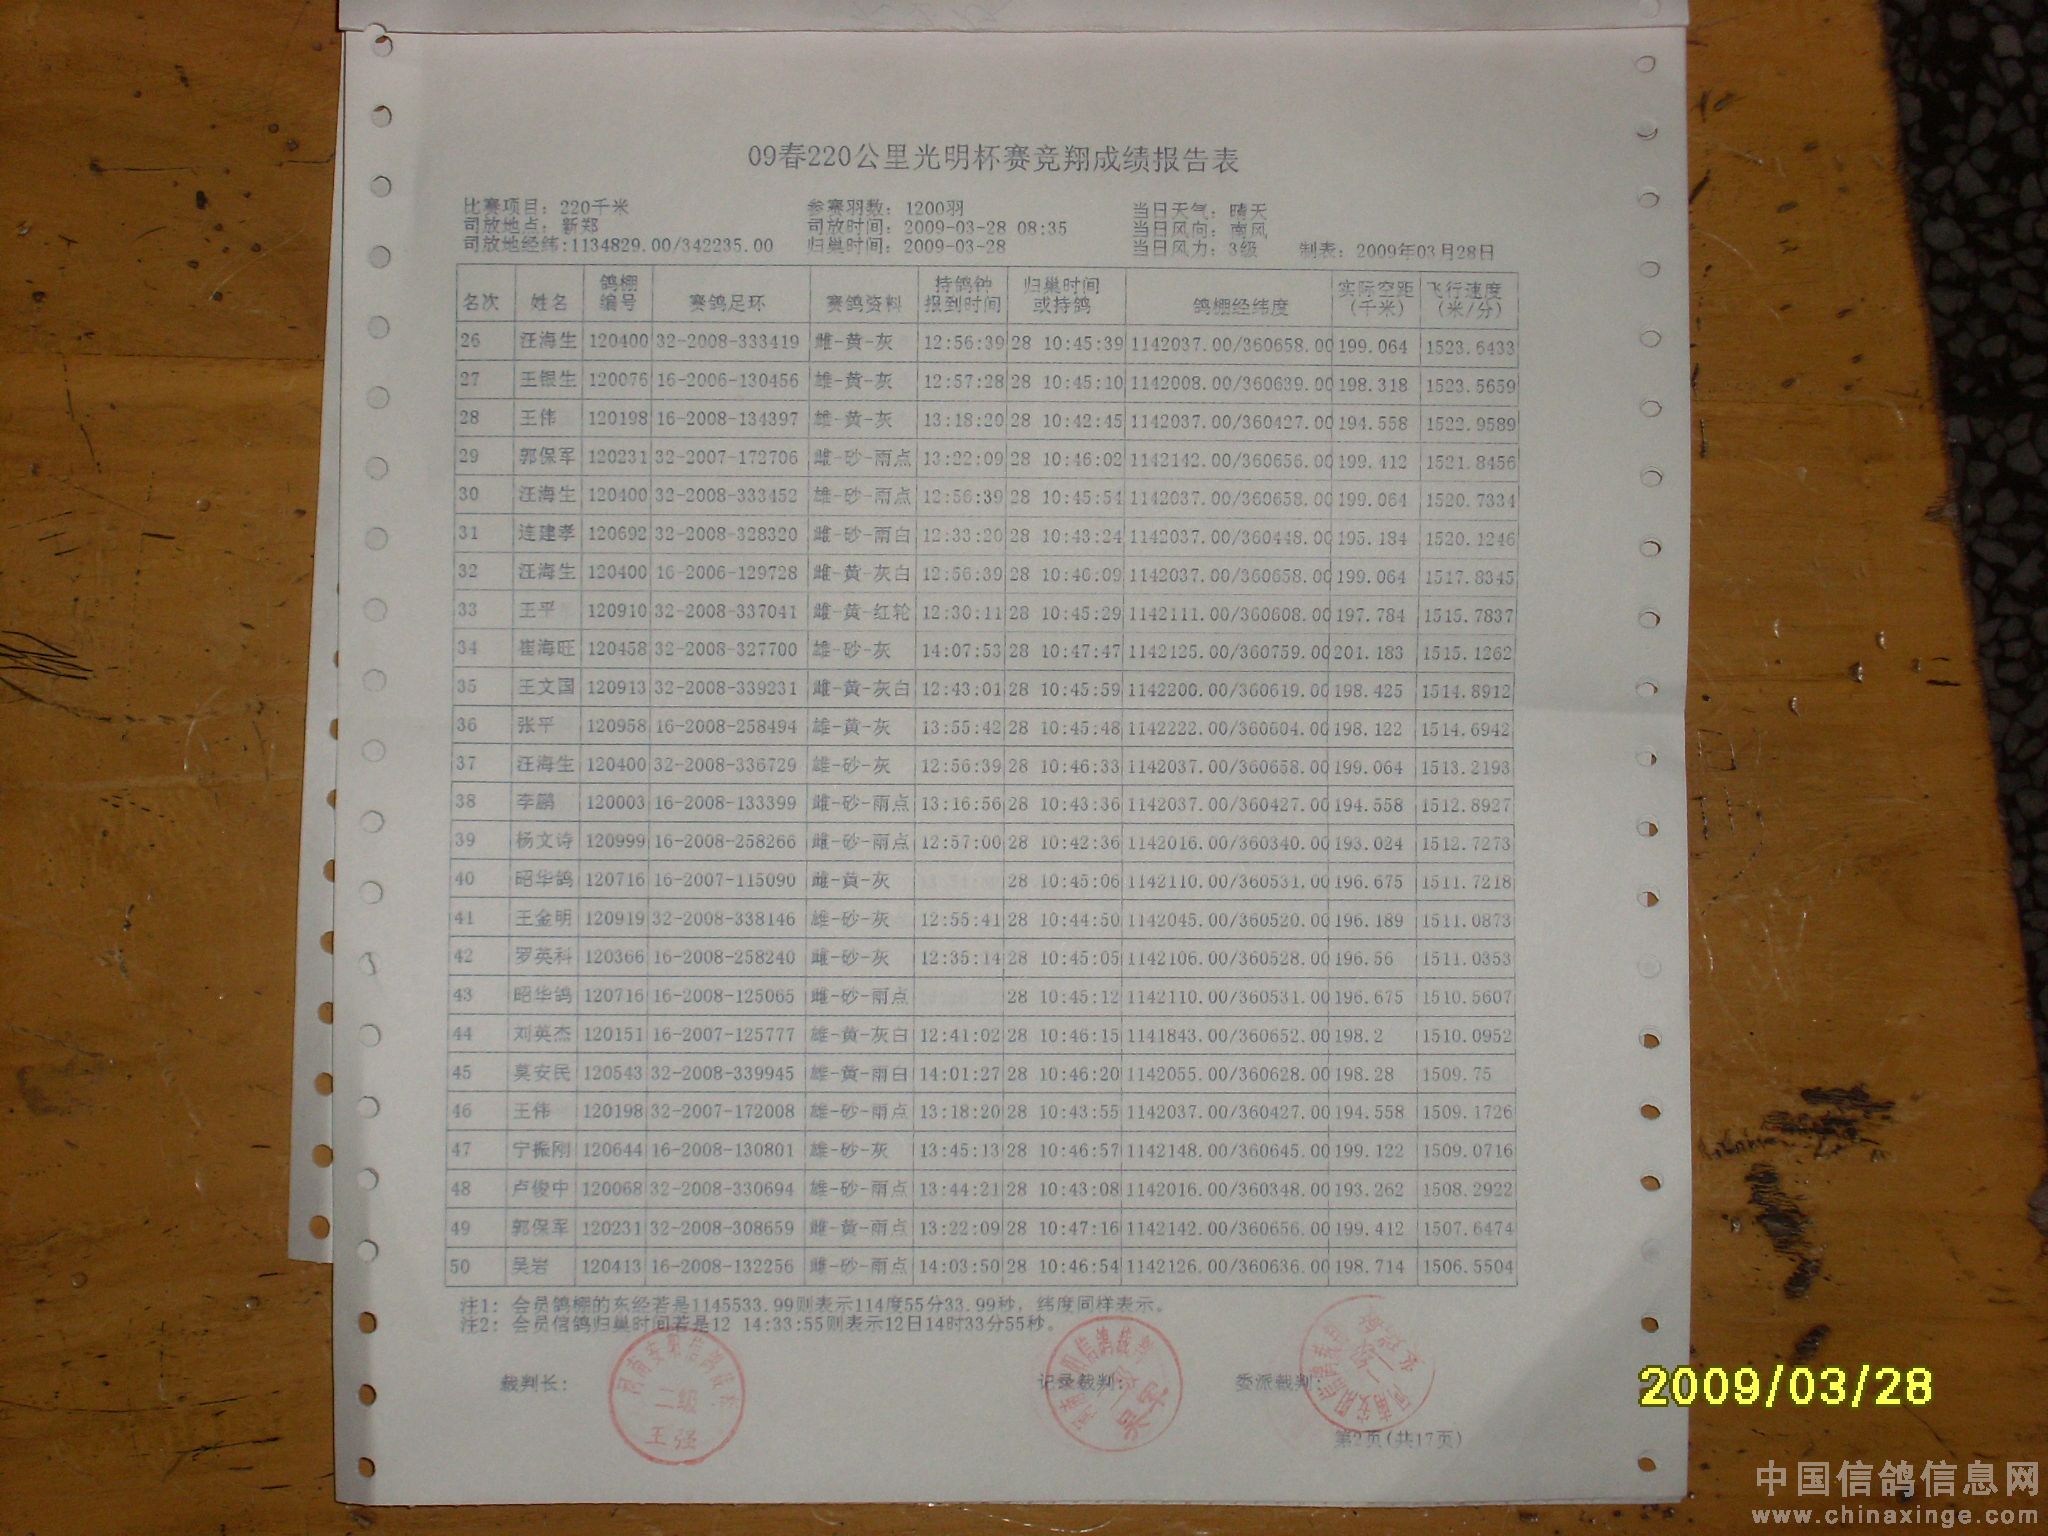 09春220公里光明杯赛竞翔成绩报告表
比赛项目: 220千米 参赛羽数: 1200羽 当日天气: 晴天
司放地点: 新郑 司放时间: 2009-03-28 08:35 当日风向: 南风
司放地经纬:1134829.00/342235.00 归巢时间: 2009-03-28 当日风力: 3级 制表: 2009年03月28日
名次 姓名 鸽棚编号 赛鸽足环 赛鸽资料 持鸽钟报到时间 归巢时间或持鸽 鸽棚经纬度 实际空距(千米) 飞行速度(米/分)
26 汪海生 120400 32-2008-333419 雌-黄-灰 12:56:39 28 10:45:39 1142037.00/360658.00 199.064 1523.6433
27 王银生 120076 16-2006-130456 雄-黄-灰 12:57:28 28 10:45:10 1142008.00/360639.00 198.318 1523.5659
28 王伟 120198 16-2008-134397 雄-黄-灰 13:18:20 28 10:42:45 1142037.00/360427.00 194.558 1522.9589
29 郭保军 120231 32-2007-172706 雌-砂-雨点 13:22:09 28 10:46:02 1142142.00/360656.00 199.412 1521.8456
30 汪海生 120400 32-2008-333452 雄-砂-雨点 12:56:39 28 10:45:54 1142037.00/360658.00 199.064 1520.7334
31 连建孝 120692 32-2008-328320 雌-砂-雨白 12:33:20 28 10:43:24 1142037.00/360448.00 195.184 1520.1246
32 汪海生 120400 16-2006-129728 雌-黄-灰白 12:56:39 28 10:46:09 1142037.00/360658.00 199.064 1517.8345
33 王平 120910 32-2008-337041 雌-黄-红轮 12:30:11 28 10:45:29 1142111.00/360608.00 197.784 1515.7837
34 崔海旺 120458 32-2008-327700 雄-砂-灰 14:07:53 28 10:47:47 1142125.00/360759.00 201.183 1515.1262
35 王文国 120913 32-2008-339231 雌-黄-灰白 12:43:01 28 10:45:59 1142200.00/360619.00 198.425 1514.8912
36 张平 120958 16-2008-258494 雄-黄-灰 13:55:42 28 10:45:48 1142222.00/360604.00 198.122 1514.6942
37 汪海生 120400 32-2008-336729 雄-砂-灰 12:56:39 28 10:46:33 1142037.00/360658.00 199.064 1513.2193
38 李鹏 120003 16-2008-133399 雌-砂-雨点 13:16:56 28 10:43:36 1142037.00/360427.00 194.558 1512.8927
39 杨文诗 120999 16-2008-258266 雌-砂-雨点 12:57:00 28 10:42:36 1142016.00/360340.00 193.024 1512.7273
40 昭华鸽 120716 16-2007-115090 雌-黄-灰 28 10:45:06 1142110.00/360531.00 196.675 1511.7218
41 王金明 120919 32-2008-338146 雄-砂-灰 12:55:41 28 10:44:50 1142045.00/360520.00 196.189 1511.0873
42 罗英科 120366 16-2008-258240 雌-砂-灰 12:35:14 28 10:45:05 1142106.00/360528.00 196.56 1511.0353
43 昭华鸽 120716 16-2008-125065 雌-砂-雨点 28 10:45:12 1142110.00/360531.00 196.675 1510.5607
44 刘英杰 120151 16-2007-125777 雄-黄-灰白 12:41:02 28 10:46:15 1141843.00/360652.00 198.2 1510.0952
45 莫安民 120543 32-2008-339945 雄-黄-雨白 14:01:27 28 10:46:20 1142055.00/360628.00 198.28 1509.75
46 王伟 120198 32-2007-172008 雄-砂-雨点 13:18:20 28 10:43:55 1142037.00/360427.00 194.558 1509.1726
47 宁振刚 120644 16-2008-130801 雄-砂-灰 13:45:13 28 10:46:57 1142148.00/360645.00 199.122 1509.0716
48 卢俊中 120068 32-2008-330694 雄-砂-雨点 13:44:21 28 10:43:08 1142016.00/360348.00 193.262 1508.2922
49 郭保军 120231 32-2008-308659 雌-黄-雨点 13:22:09 28 10:47:16 1142142.00/360656.00 199.412 1507.6474
50 吴岩 120413 16-2008-132256 雌-砂-雨点 14:03:50 28 10:46:54 1142126.00/360636.00 198.714 1506.5504
注1: 会员鸽棚的东经若是1145533.99则表示114度55分33.99秒, 纬度同样表示。
注2: 会员信鸽归巢时间若是12 14:33:55则表示12日14时33分55秒。
裁判长: 记录裁判: 委派裁判:
二级
王强
第2页(共17页)
2009/03/28
中国信鸽信息网
www.chinaxinge.com